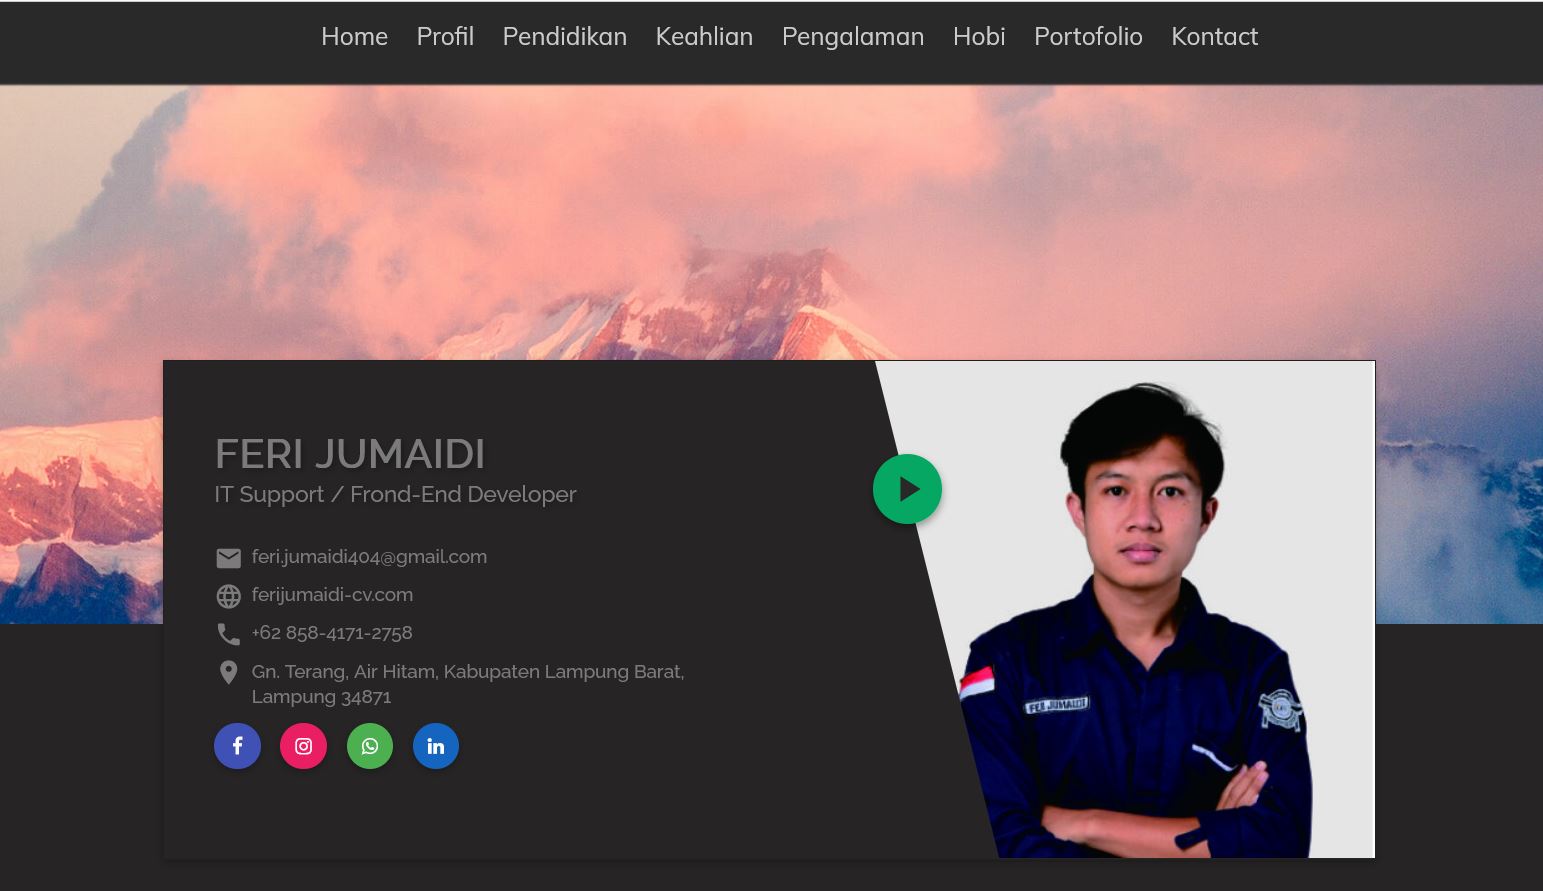 Home Profil Pendidikan Keahlian Pengalaman Hobi Portofolio Kontact
FERI JUMAIDI
IT Support / Frond-End Developer
feri.jumaidi404@gmail.com
ferijumaidi-cv.com
+62 858-4171-2758
Gn. Terang, Air Hitam, Kabupaten Lampung Barat,
Lampung 34871
FERI JUMAIDI